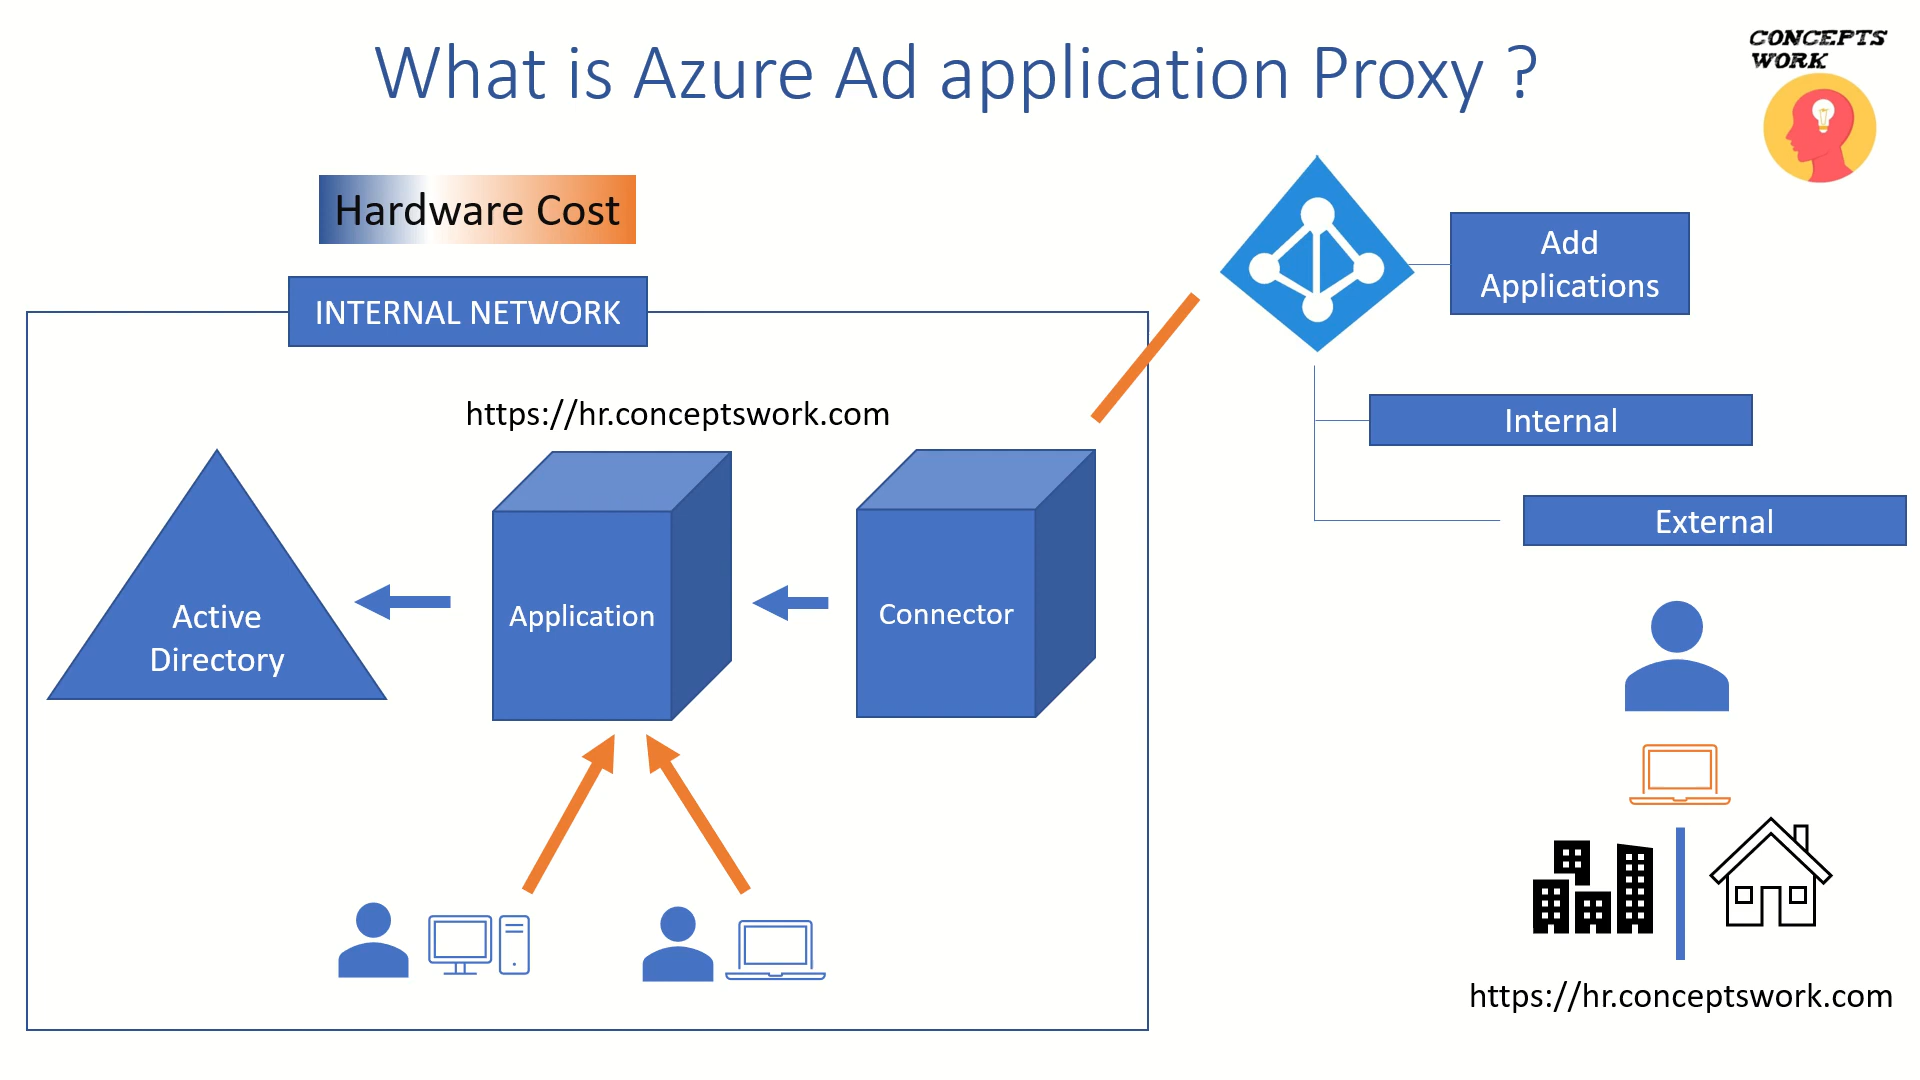 What is Azure Ad application Proxy ?
CONCEPTS
WORK
Hardware Cost
INTERNAL NETWORK
Add
Applications
https://hr.conceptswork.com
Internal
External
Active
Directory
Application
Connector
https://hr.conceptswork.com